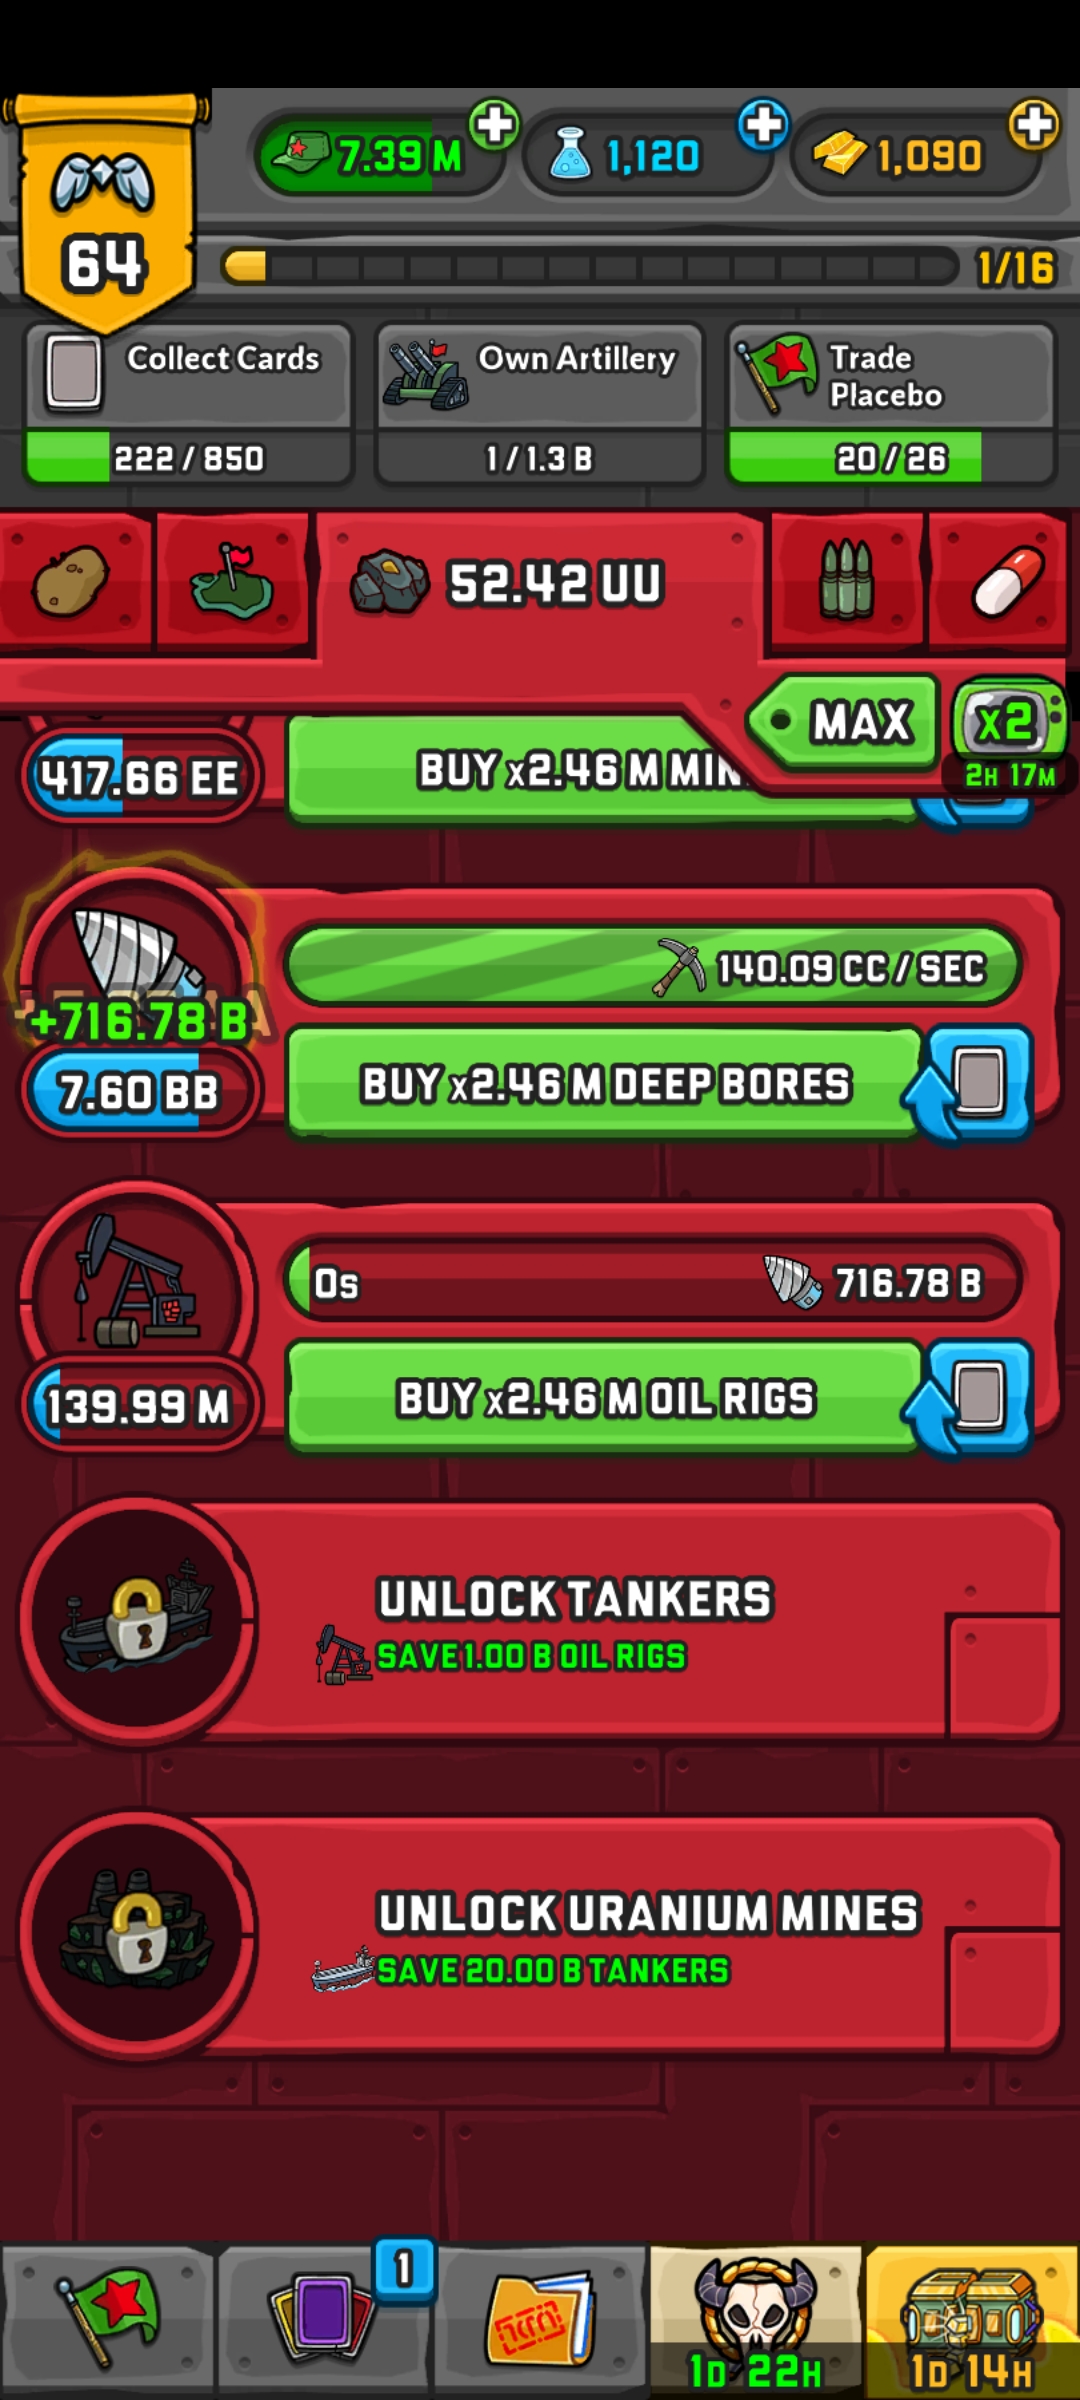 7.39 M
1,120
1,090
64
1/16
Collect Cards
222 / 850
Own Artillery
1 / 1.3 B
Trade
Placebo
20 / 26
52.42 UU
MAX
x2
2H 17M
417.66 EE
BUY x2.46 M MIN
+716.78 B
7.60 BB
140.09 CC / SEC
BUY x2.46 M DEEP BORES
0s
716.78 B
139.99 M
BUY x2.46 M OIL RIGS
UNLOCK TANKERS
SAVE 1.00 B OIL RIGS
UNLOCK URANIUM MINES
SAVE 20.00 B TANKERS
1
1D 22H
1D 14H